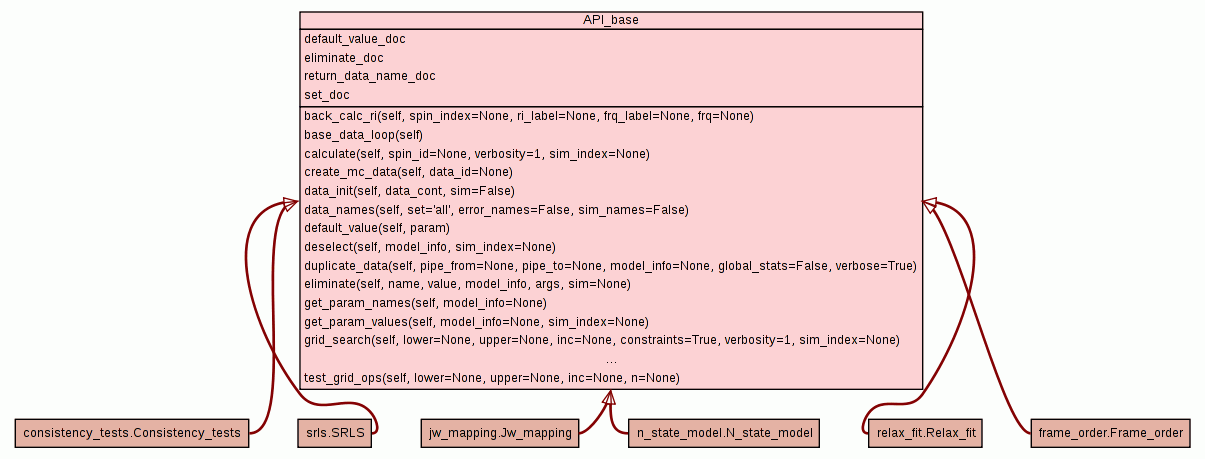 API_base
default_value_doc
eliminate_doc
return_data_name_doc
set_doc
back_calc_ri(self, spin_index=None, ri_label=None, frq_label=None, frq=None)
base_data_loop(self)
calculate(self, spin_id=None, verbosity=1, sim_index=None)
create_mc_data(self, data_id=None)
data_init(self, data_cont, sim=False)
data_names(self, set='all', error_names=False, sim_names=False)
default_value(self, param)
deselect(self, model_info, sim_index=None)
duplicate_data(self, pipe_from=None, pipe_to=None, model_info=None, global_stats=False, verbose=True)
eliminate(self, name, value, model_info, args, sim=None)
get_param_names(self, model_info=None)
get_param_values(self, model_info=None, sim_index=None)
grid_search(self, lower=None, upper=None, inc=None, constraints=True, verbosity=1, sim_index=None)
...
test_grid_ops(self, lower=None, upper=None, inc=None, n=None)
consistency_tests.Consistency_tests
srls.SRLS
jw_mapping.Jw_mapping
n_state_model.N_state_model
relax_fit.Relax_fit
frame_order.Frame_order